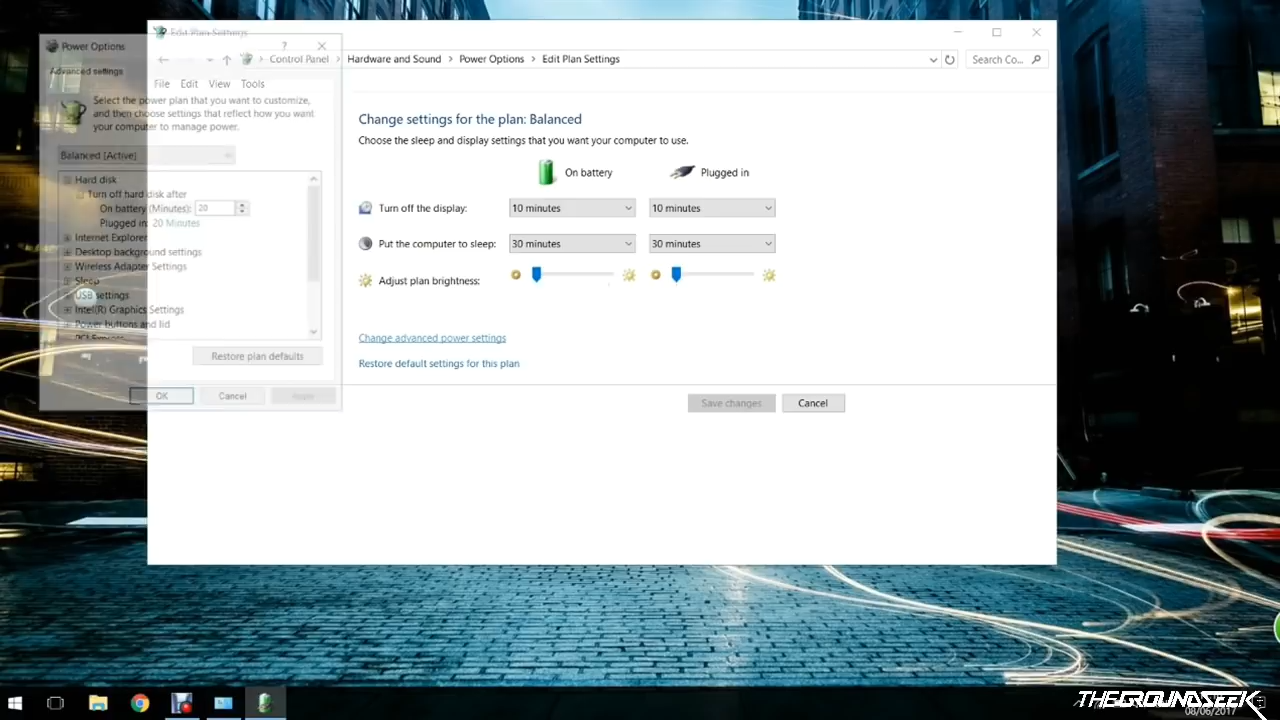 Edit Plan Settings
Control Panel
Hardware and Sound
Power Options
Edit Plan Settings
Search Co...
File
Edit
View
Tools
Power Options
?
Advanced settings
Select the power plan that you want to customize,
and then choose settings that reflect how you want
your computer to manage power.
Balanced [Active]
Hard disk
Turn off hard disk after
On battery (Minutes): 20
Plugged in: 20 Minutes
Internet Explorer
Desktop background settings
Wireless Adapter Settings
Sleep
USB settings
Intel(R) Graphics Settings
Power buttons and lid
PCI Express
Restore plan defaults
OK
Cancel
Apply
Change settings for the plan: Balanced
Choose the sleep and display settings that you want your computer to use.
On battery
Plugged in
Turn off the display:
10 minutes
10 minutes
Put the computer to sleep:
30 minutes
30 minutes
Adjust plan brightness:
Change advanced power settings
Restore default settings for this plan
Save changes
Cancel
THEGROUNDSEEK
08/06/2017